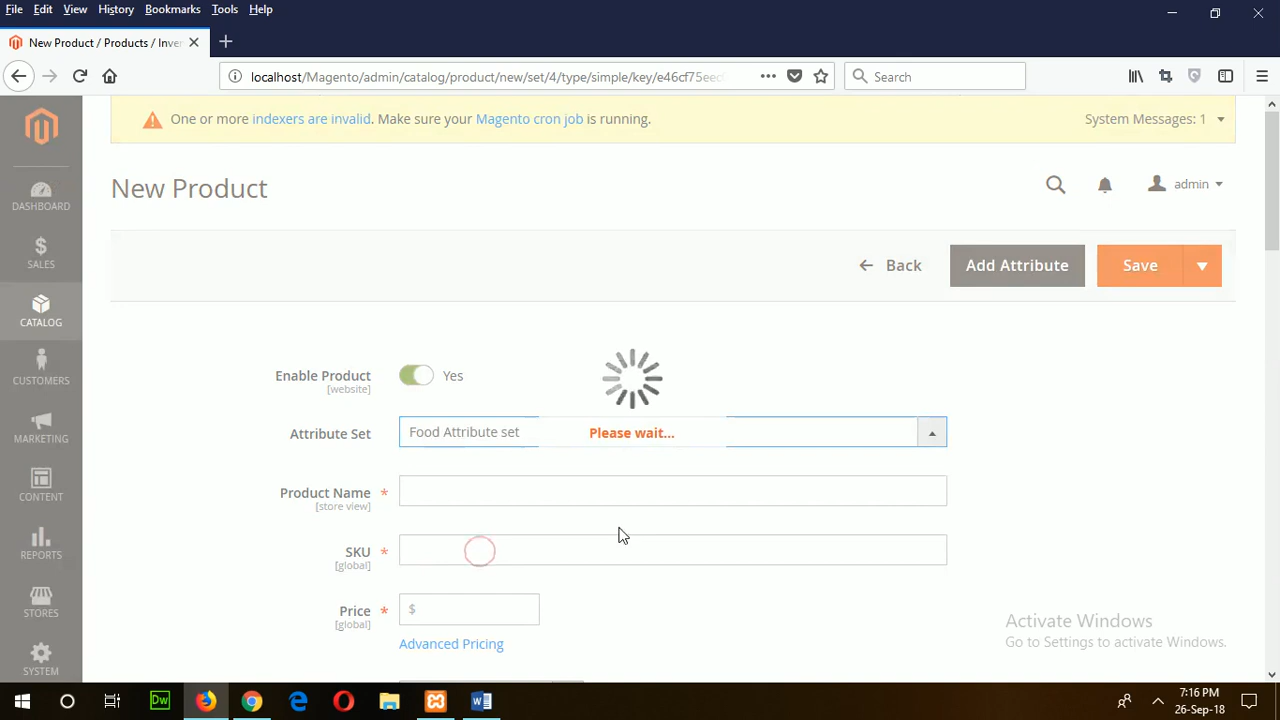 File Edit View History Bookmarks Tools Help
New Product / Products / Inve
localhost/Magento/admin/catalog/product/new/set/4/type/simple/key/e46cf75eec
Search
One or more indexers are invalid. Make sure your Magento cron job is running.
System Messages: 1
New Product
admin
Back
Add Attribute
Save
DASHBOARD
SALES
CATALOG
CUSTOMERS
MARKETING
CONTENT
REPORTS
STORES
SYSTEM
Enable Product
[website]
Yes
Attribute Set
Food Attribute set
Please wait...
Product Name *
[store view]
SKU *
[global]
Price *
[global]
$
Advanced Pricing
Activate Windows
Go to Settings to activate Windows.
Dw
7:16 PM
26-Sep-18